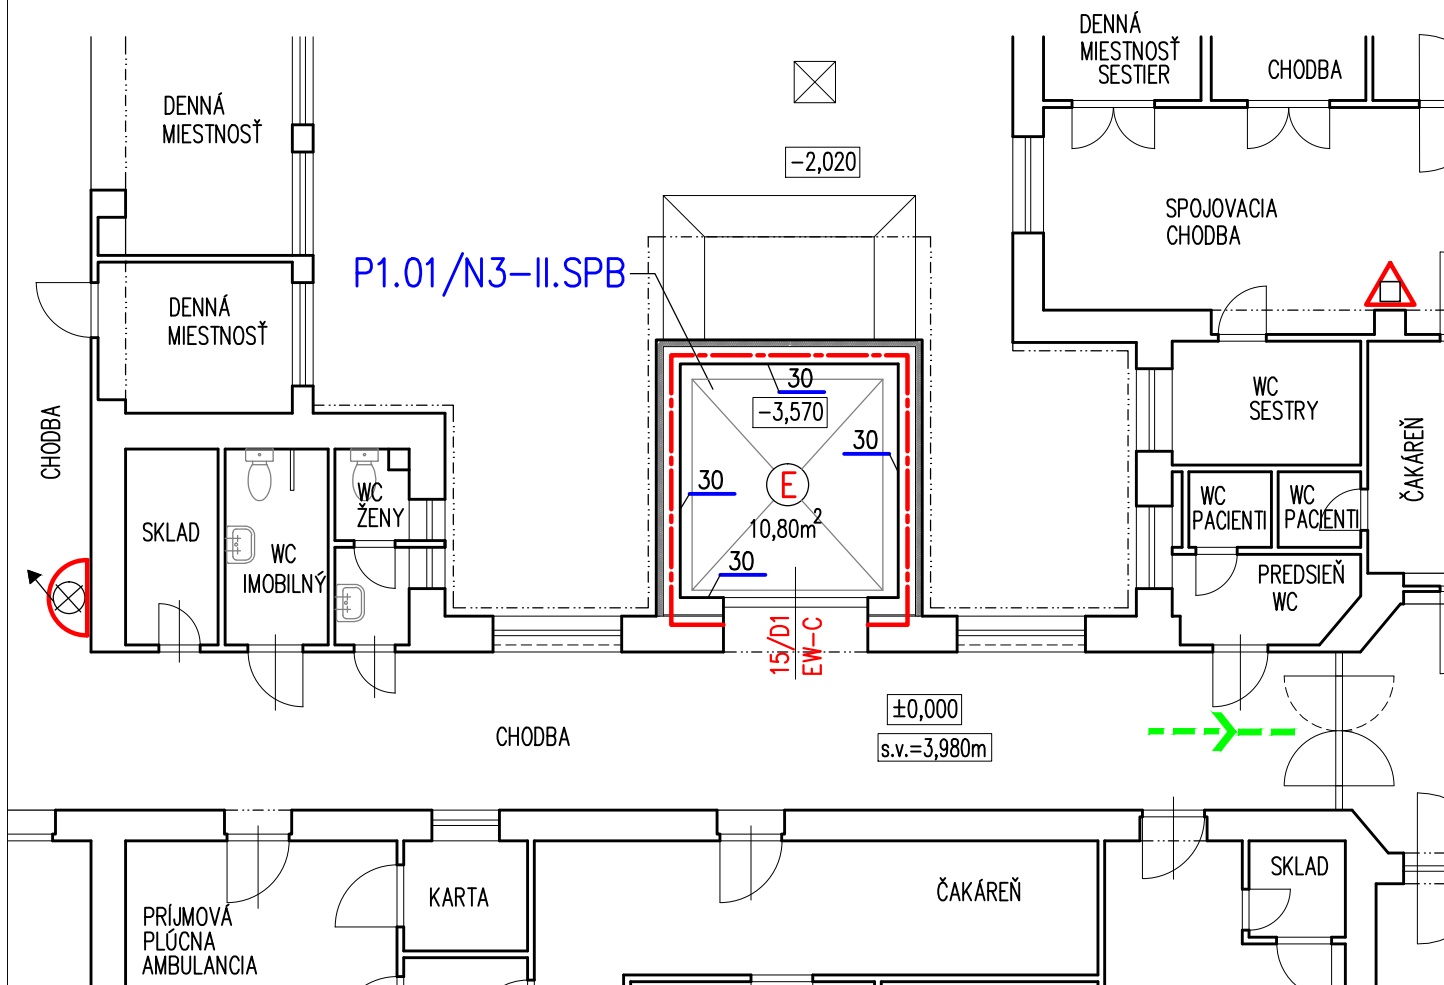 DENNÁ
MIESTNOSŤ
SESTIER
CHODBA
DENNÁ
MIESTNOSŤ
-2,020
SPOJOVACIA
CHODBA
P1.01/N3-II.SPB
DENNÁ
MIESTNOSŤ
30
-3,570
WC
SESTRY
CHODBA
30
ČAKÁREŇ
30
E
WC
ŽENY
WC
PACIENTI
WC
PACIENTI
SKLAD
10,80m²
WC
IMOBILNÝ
30
PREDSIEŇ
WC
15/D1
EW-C
±0,000
CHODBA
s.v.=3,980m
SKLAD
KARTA
ČAKÁREŇ
PRÍJMOVÁ
PLÚCNA
AMBULANCIA